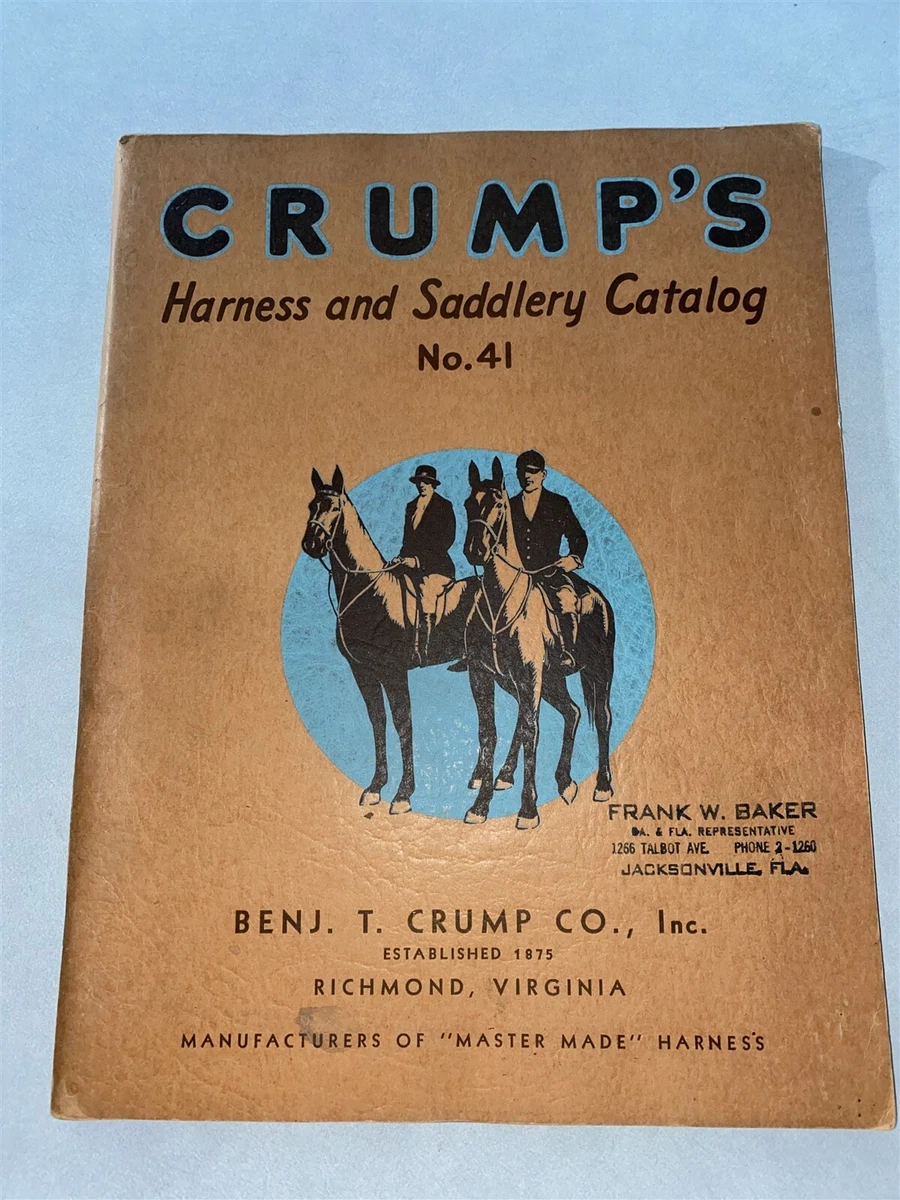 CRUMP'S
Harness and Saddlery Catalog
No. 41
FRANK W. BAKER
GA. & FLA. REPRESENTATIVE
1266 TALBOT AVE. PHONE 2-1260
JACKSONVILLE, FLA.
BENJ. T. CRUMP CO., Inc.
ESTABLISHED 1875
RICHMOND, VIRGINIA
MANUFACTURERS OF "MASTER MADE" HARNESS